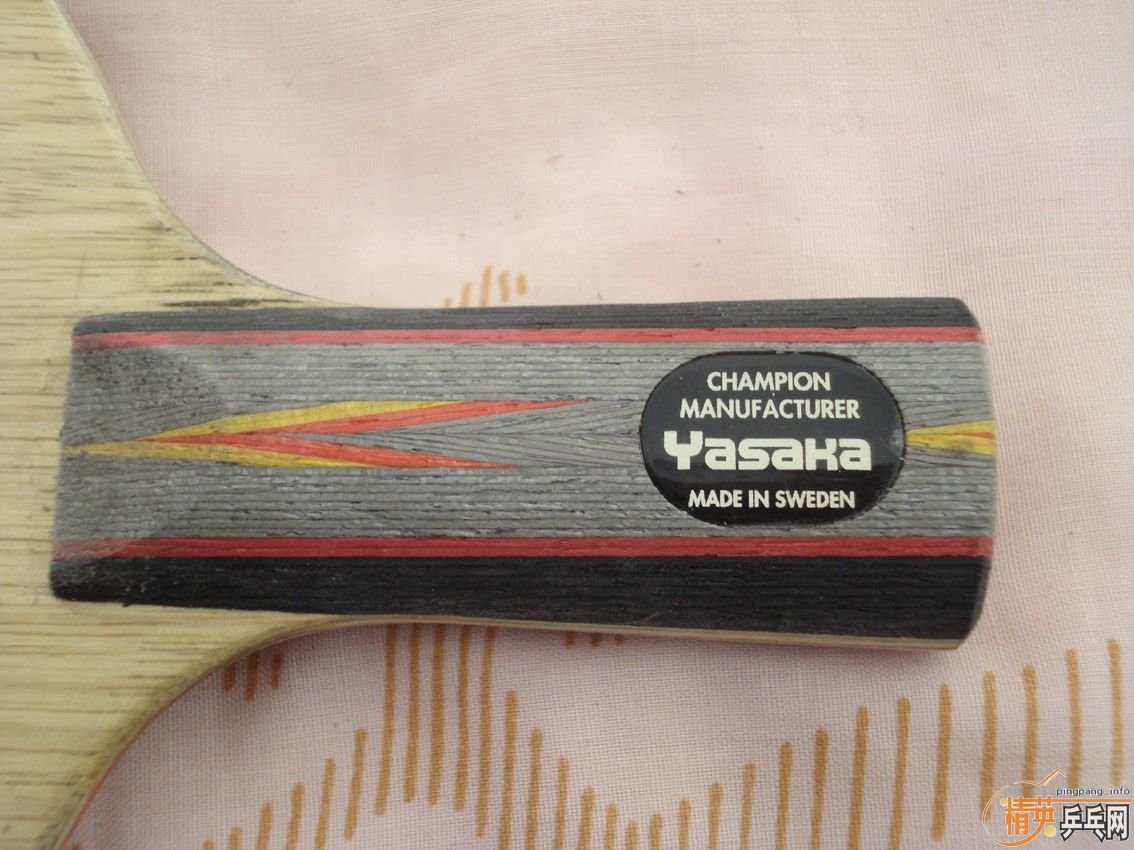 CHAMPION
MANUFACTURER
Yasaka
MADE IN SWEDEN
pingpang_info
精英乒乓网